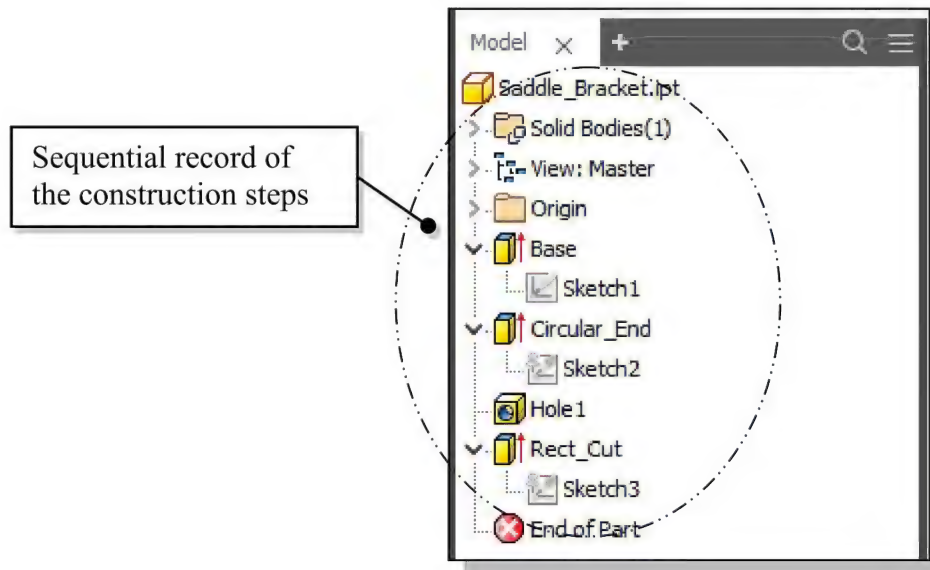 Model
Saddle_Bracket.ipt
Solid Bodies(1)
View: Master
Origin
Base
Sketch1
Circular_End
Sketch2
Hole1
Rect_Cut
Sketch3
End of Part
Sequential record of
the construction steps